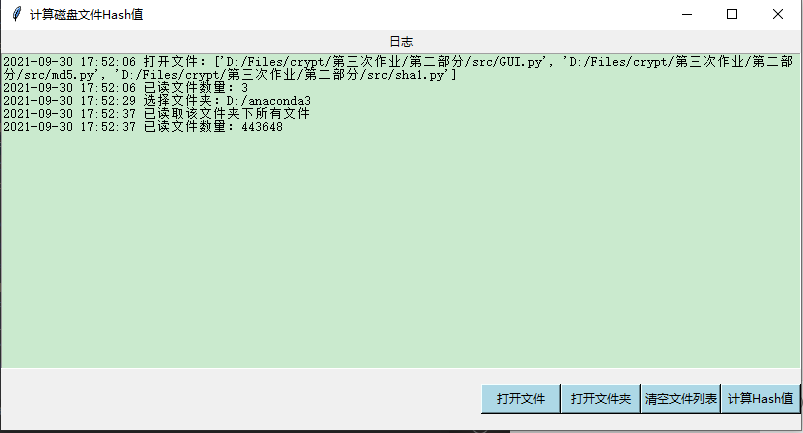 计算磁盘文件Hash值
日志
2021-09-30 17:52:06 打开文件: ['D:/Files/crypt/第三次作业/第二部分/src/GUI.py', 'D:/Files/crypt/第三次作业/第二部
分/src/md5.py', 'D:/Files/crypt/第三次作业/第二部分/src/sha1.py']
2021-09-30 17:52:06 已读文件数量: 3
2021-09-30 17:52:29 选择文件夹: D:/anaconda3
2021-09-30 17:52:37 已读取该文件夹下所有文件
2021-09-30 17:52:37 已读文件数量: 443648
打开文件 打开文件夹 清空文件列表 计算Hash值